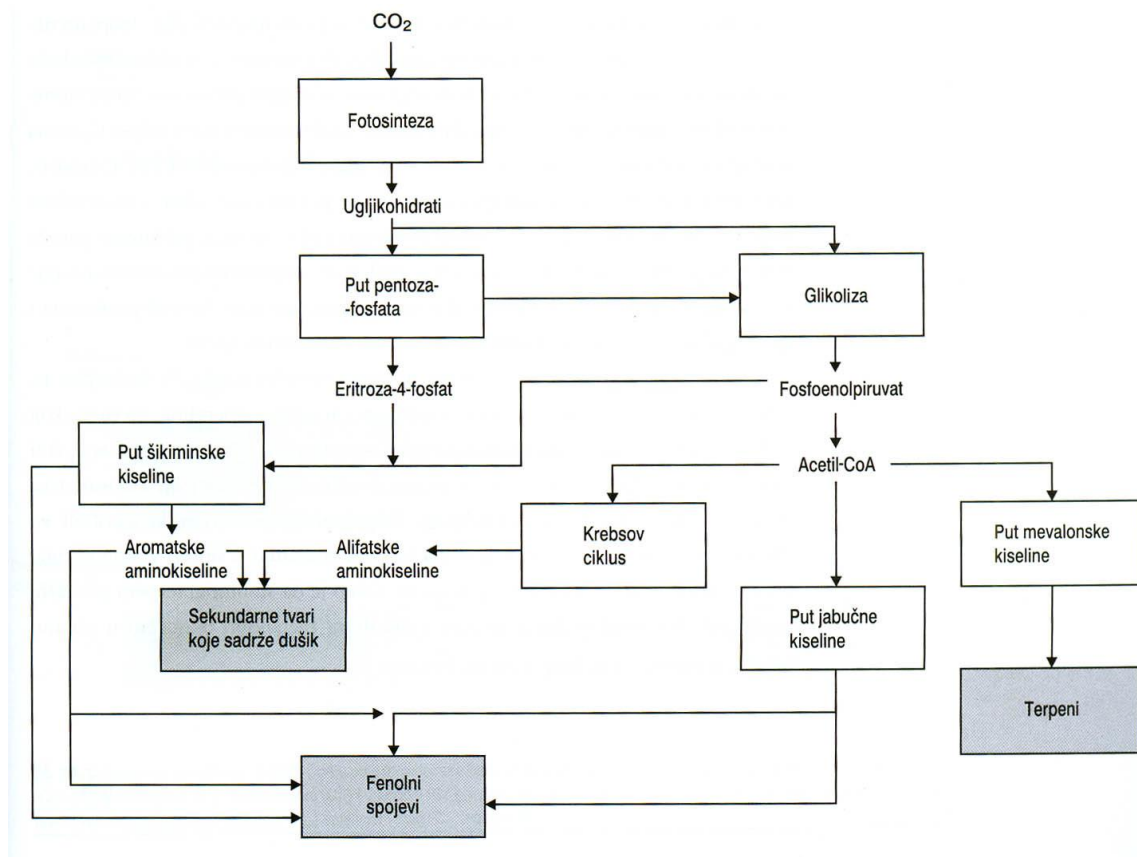 CO₂
Fotosinteza
Ugljikohidrati
Put pentoza-
-fosfata
Glikoliza
Eritroza-4-fosfat
Fosfoenolpiruvat
Put šikiminske
kiseline
Acetil-CoA
Aromatske
aminokiseline
Alifatske
aminokiseline
Krebsov
ciklus
Put mevalonske
kiseline
Sekundarne tvari
koje sadrže dušik
Put jabučne
kiseline
Terpeni
Fenolni
spojevi